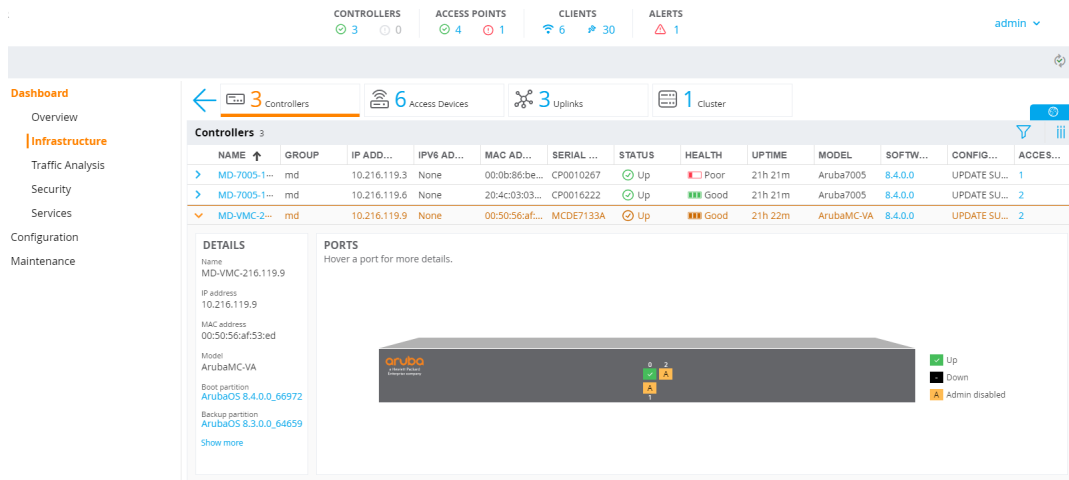 CONTROLLERS ACCESS POINTS CLIENTS ALERTS
3 0 4 1 6 30 1
admin
Dashboard
Overview
Infrastructure
Traffic Analysis
Security
Services
Configuration
Maintenance
3 Controllers 6 Access Devices 3 Uplinks 1 Cluster
Controllers 3
NAME GROUP IP ADD... IPV6 AD... MAC AD... SERIAL ... STATUS HEALTH UPTIME MODEL SOFTW... CONFIG... ACCES...
MD-7005-1... md 10.216.119.3 None 00:0b:86:be... CP0010267 Up Poor 21h 21m Aruba7005 8.4.0.0 UPDATE SU... 1
MD-7005-1... md 10.216.119.6 None 20:4c:03:03... CP0016222 Up Good 21h 21m Aruba7005 8.4.0.0 UPDATE SU... 2
MD-VMC-2... md 10.216.119.9 None 00:50:56:af:... MCDE7133A Up Good 21h 22m ArubaMC-VA 8.4.0.0 UPDATE SU... 2
DETAILS
Name
MD-VMC-216.119.9
IP address
10.216.119.9
MAC address
00:50:56:af:53:ed
Model
ArubaMC-VA
Boot partition
ArubaOS 8.4.0.0_66972
Backup partition
ArubaOS 8.3.0.0_64659
Show more
PORTS
Hover a port for more details.
aruba
a Hewlett Packard
Enterprise company
0 2
A
A
1
Up
Down
A Admin disabled